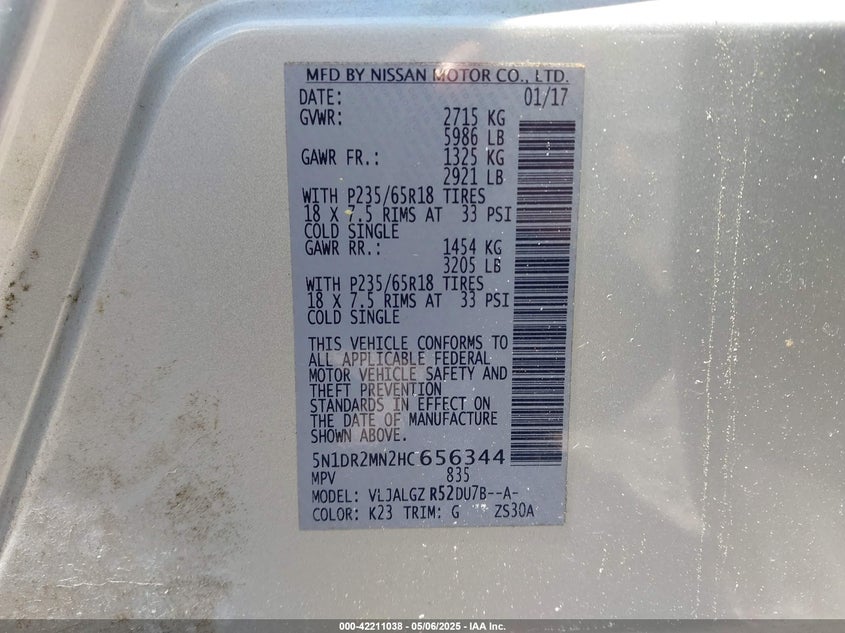 MFD BY NISSAN MOTOR CO., LTD.
DATE: 01/17
GVWR: 2715 KG
5986 LB
GAWR FR.: 1325 KG
2921 LB
WITH P235/65R18 TIRES
18 X 7.5 RIMS AT 33 PSI
COLD SINGLE
GAWR RR.: 1454 KG
3205 LB
WITH P235/65R18 TIRES
18 X 7.5 RIMS AT 33 PSI
COLD SINGLE
THIS VEHICLE CONFORMS TO
ALL APPLICABLE FEDERAL
MOTOR VEHICLE SAFETY AND
THEFT PREVENTION
STANDARDS IN EFFECT ON
THE DATE OF MANUFACTURE
SHOWN ABOVE.
5N1DR2MN2HC656344
MPV 835
MODEL: VLJALGZ R52DU7B--A-
COLOR: K23 TRIM: G ZS30A
000-42211038 - 05/06/2025 - IAA Inc.